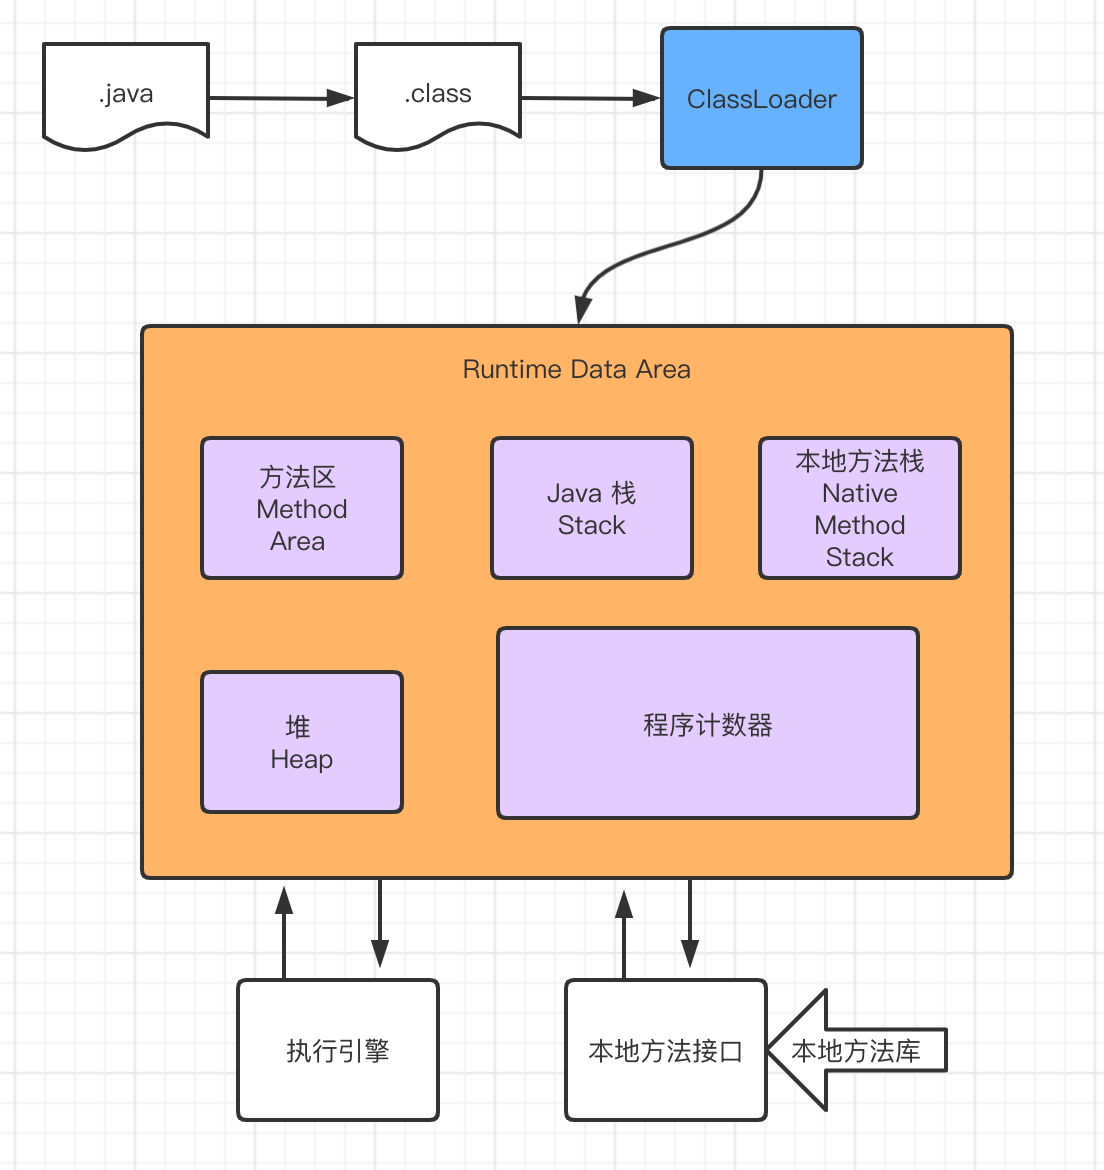 .java
.class
ClassLoader
Runtime Data Area
方法区
Method
Area
Java 栈
Stack
本地方法栈
Native
Method
Stack
堆
Heap
程序计数器
执行引擎
本地方法接口
本地方法库